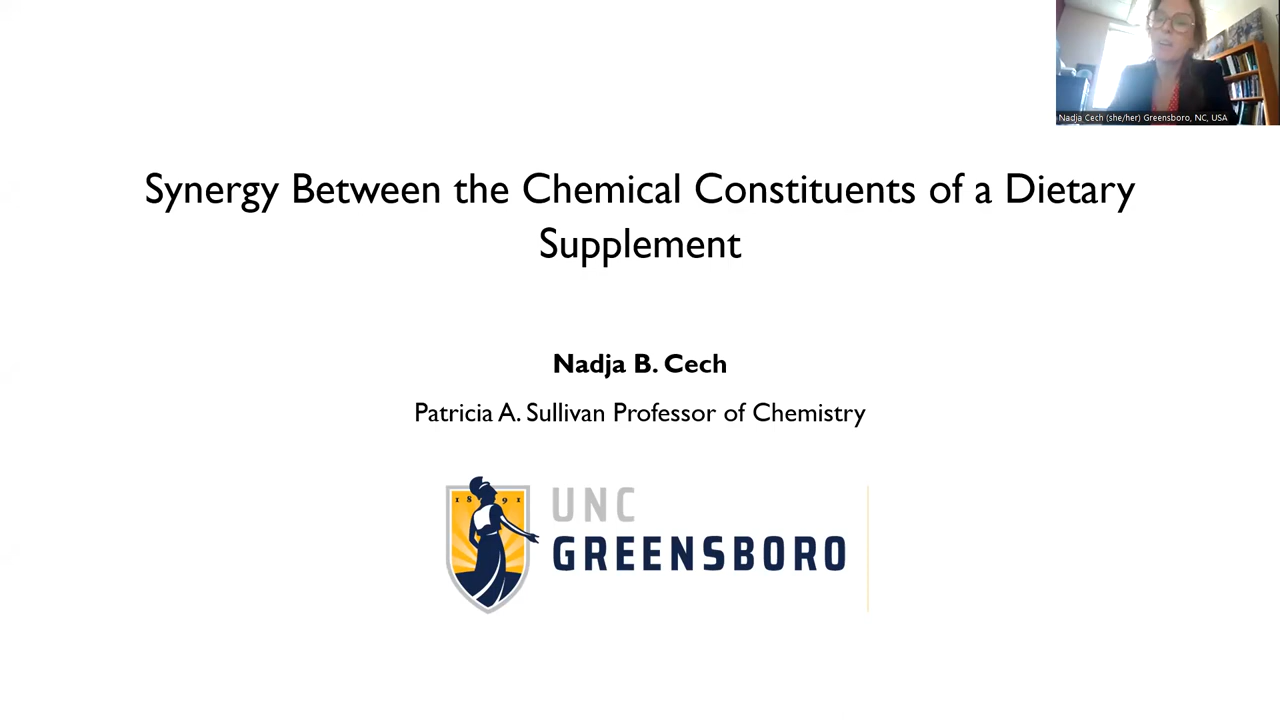 Nadja Cech (she/her) Greensboro, NC, USA
Synergy Between the Chemical Constituents of a Dietary
Supplement
Nadja B. Cech
Patricia A. Sullivan Professor of Chemistry
1891
UNC
GREENSBORO